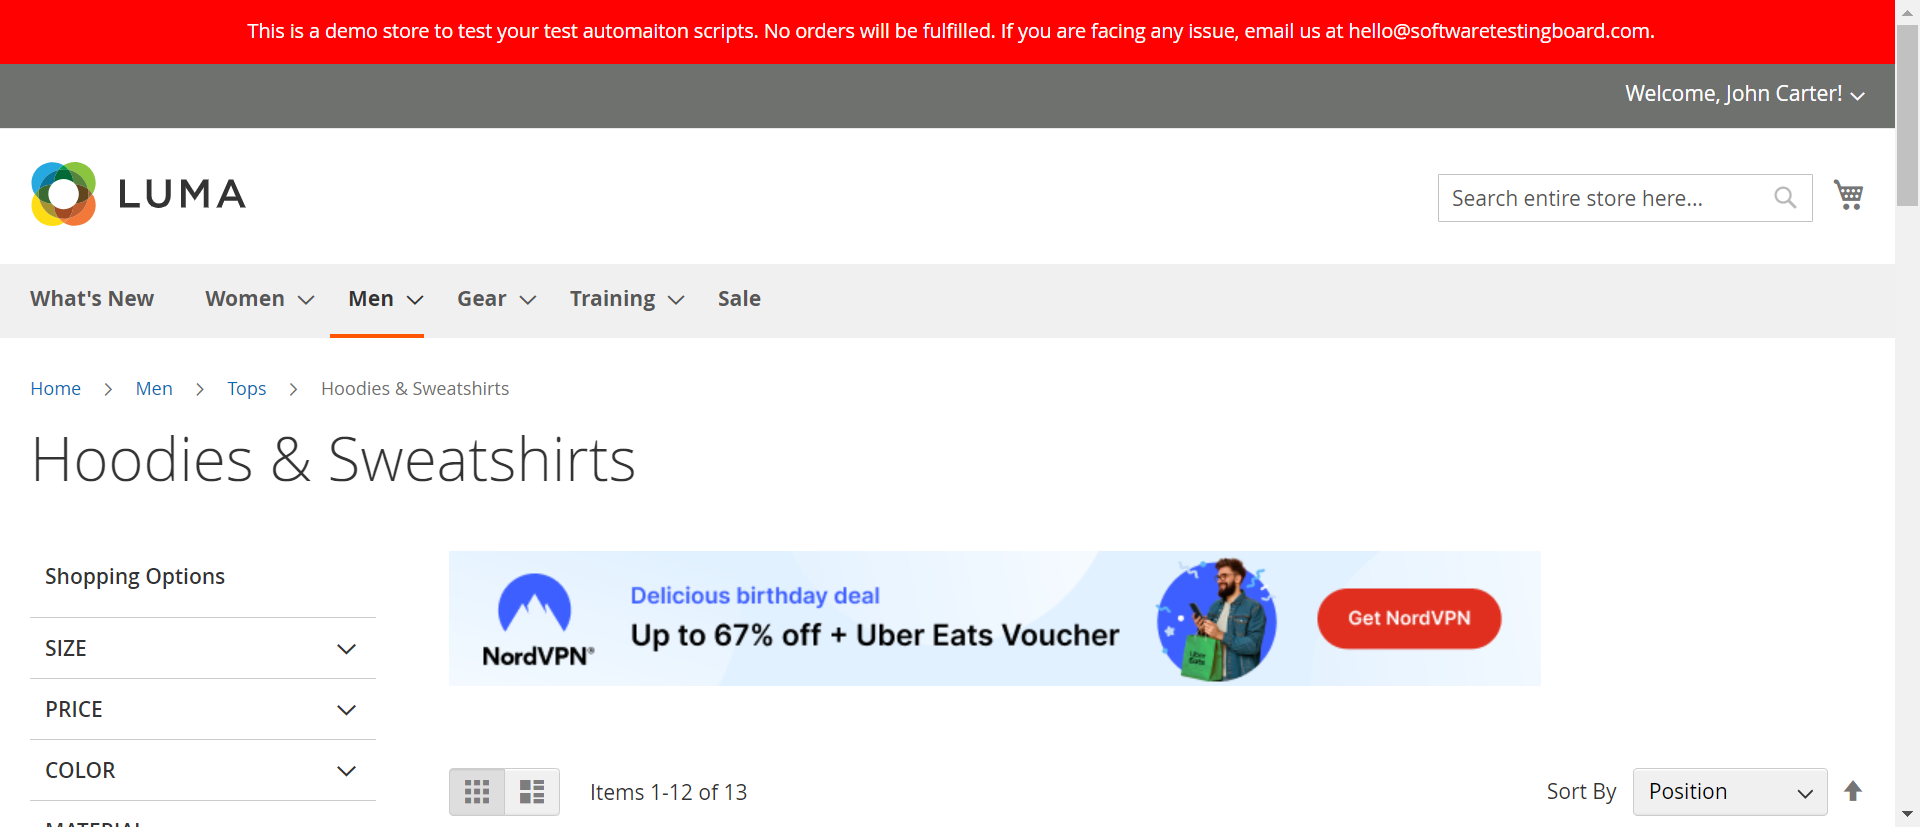 This is a demo store to test your test automaiton scripts. No orders will be fulfilled. If you are facing any issue, email us at hello@softwaretestingboard.com.
Welcome, John Carter!
LUMA
Search entire store here...
What's New
Women
Men
Gear
Training
Sale
Home
Men
Tops
Hoodies & Sweatshirts
Hoodies & Sweatshirts
Shopping Options
SIZE
PRICE
COLOR
MATERIAL
NordVPN®
Delicious birthday deal
Up to 67% off + Uber Eats Voucher
Uber
Eats
Get NordVPN
Items 1-12 of 13
Sort By
Position